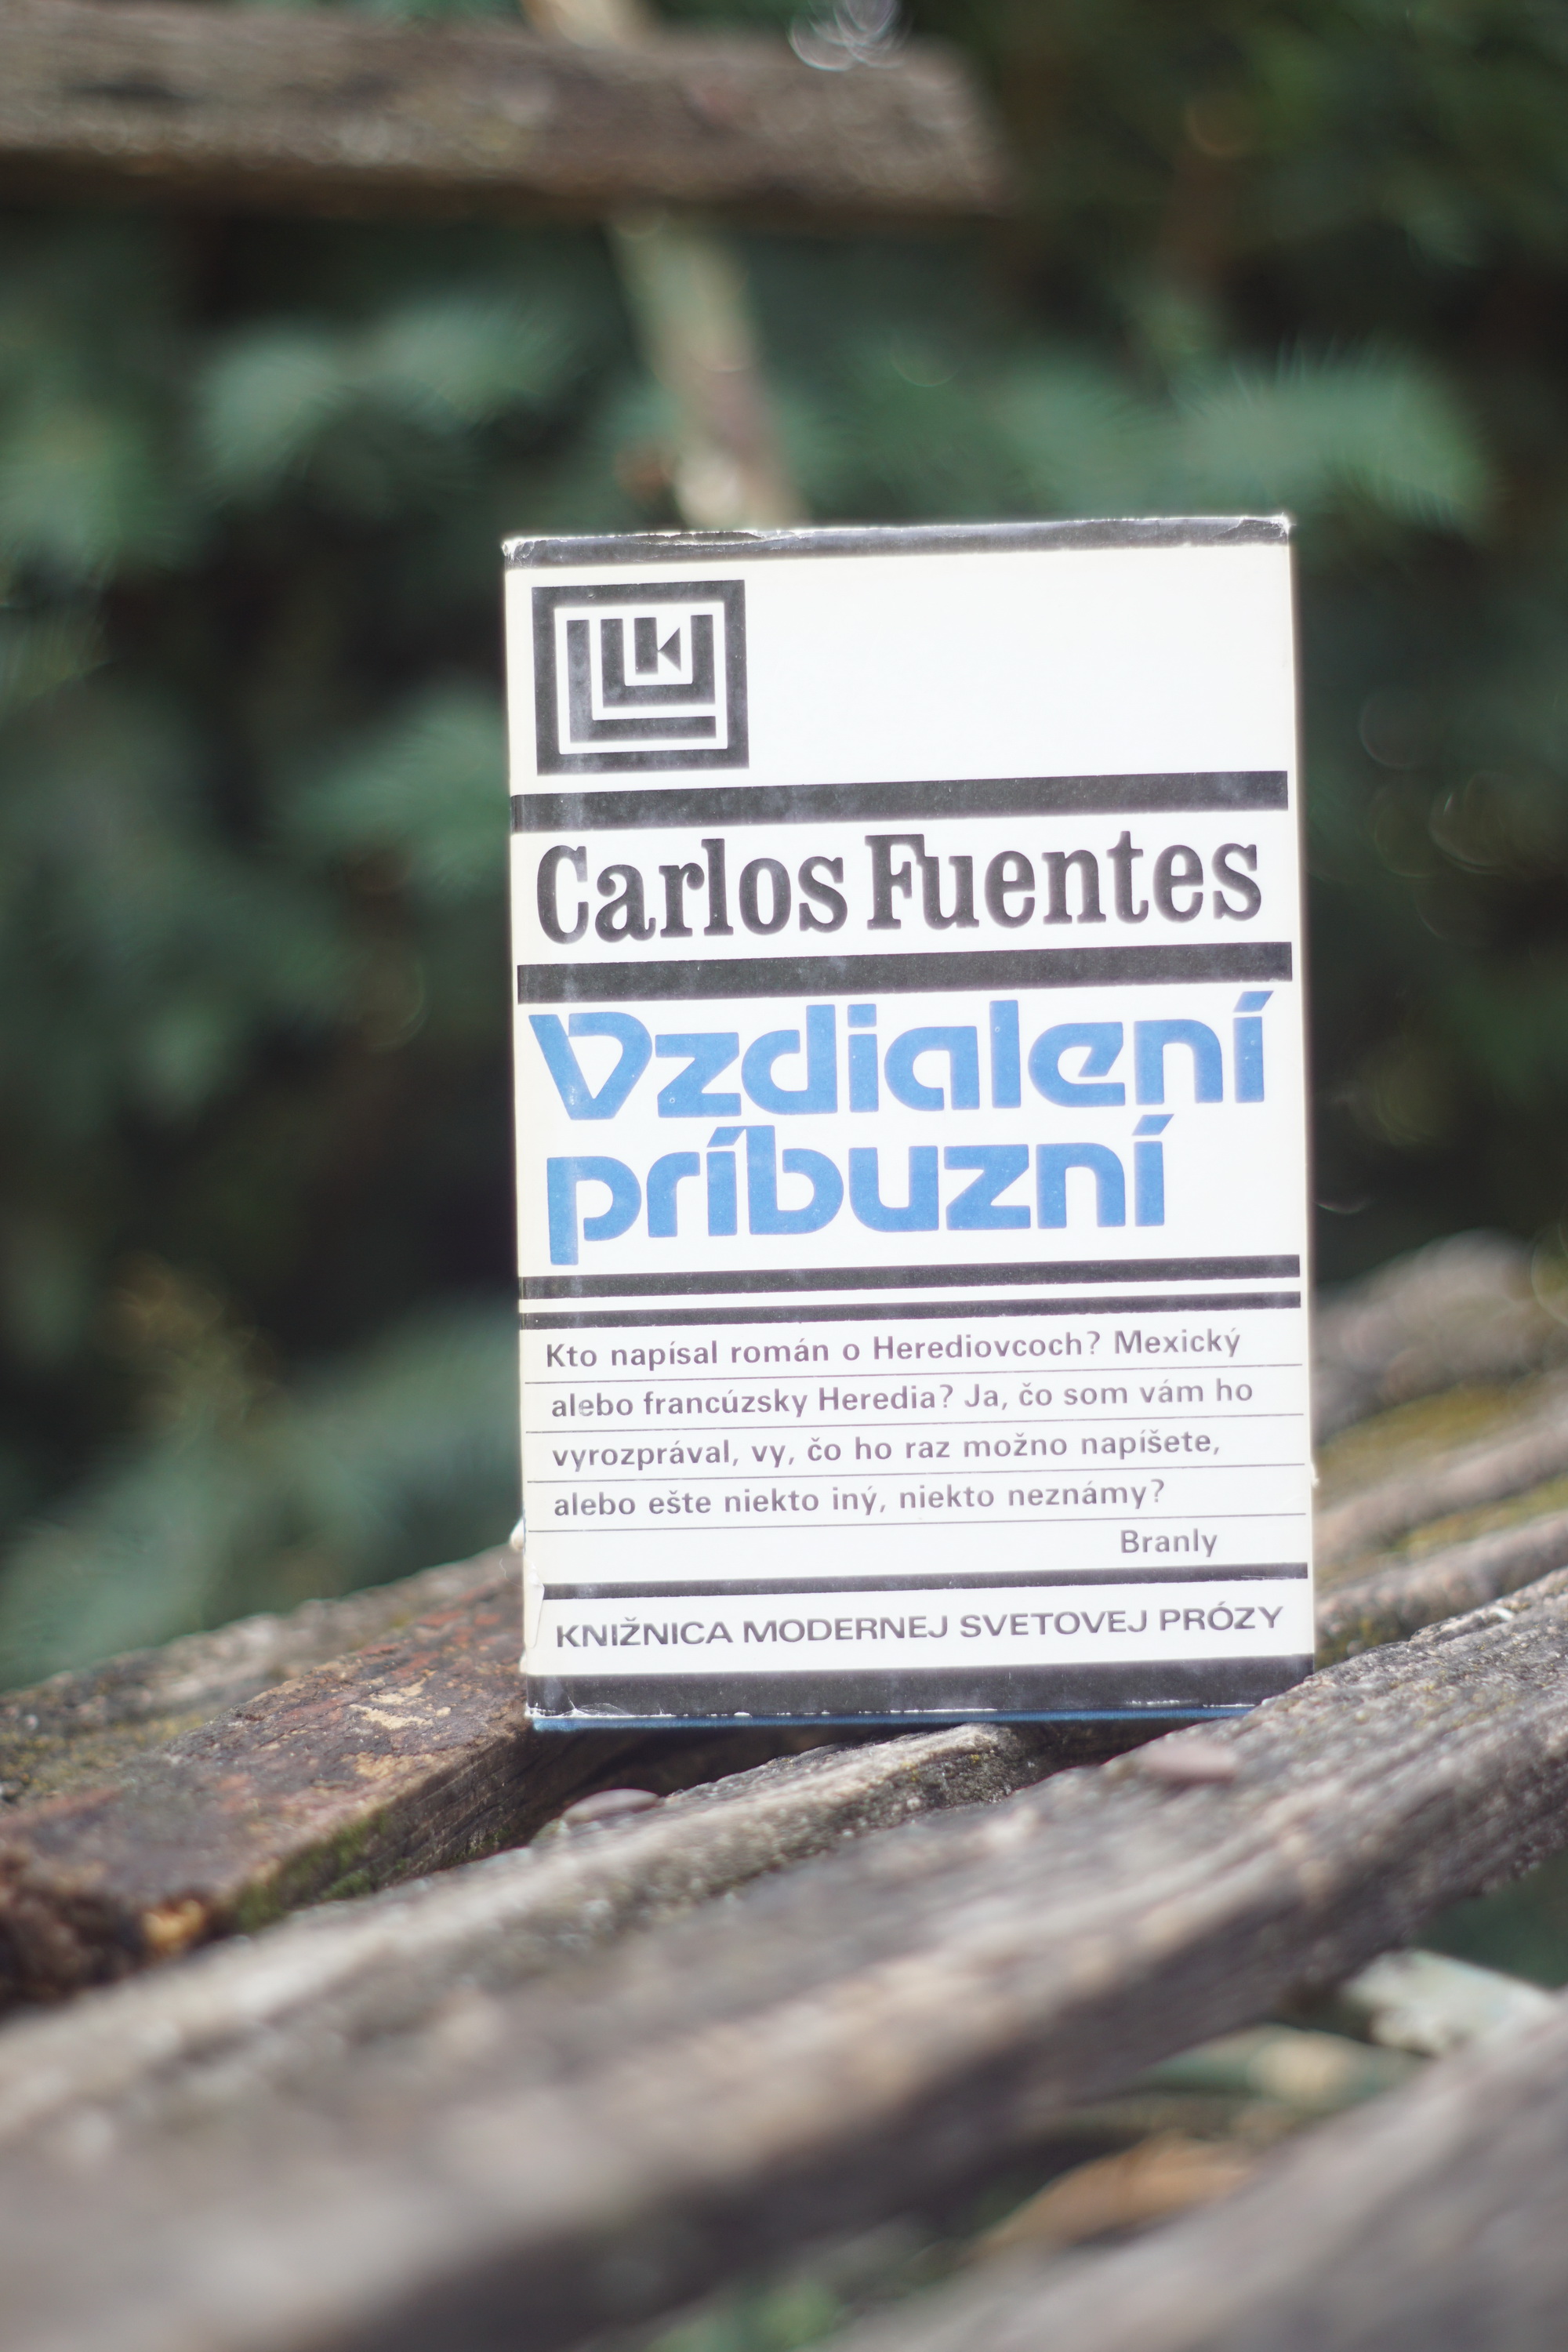 Carlos Fuentes
Vzdialení
príbuzní
Kto napísal román o Herediovcoch? Mexický
alebo francúzsky Heredia? Ja, čo som vám ho
vyrozprával, vy, čo ho raz možno napíšete,
alebo ešte niekto iný, niekto neznámy?
Branly
KNIŽNICA MODERNEJ SVETOVEJ PRÓZY